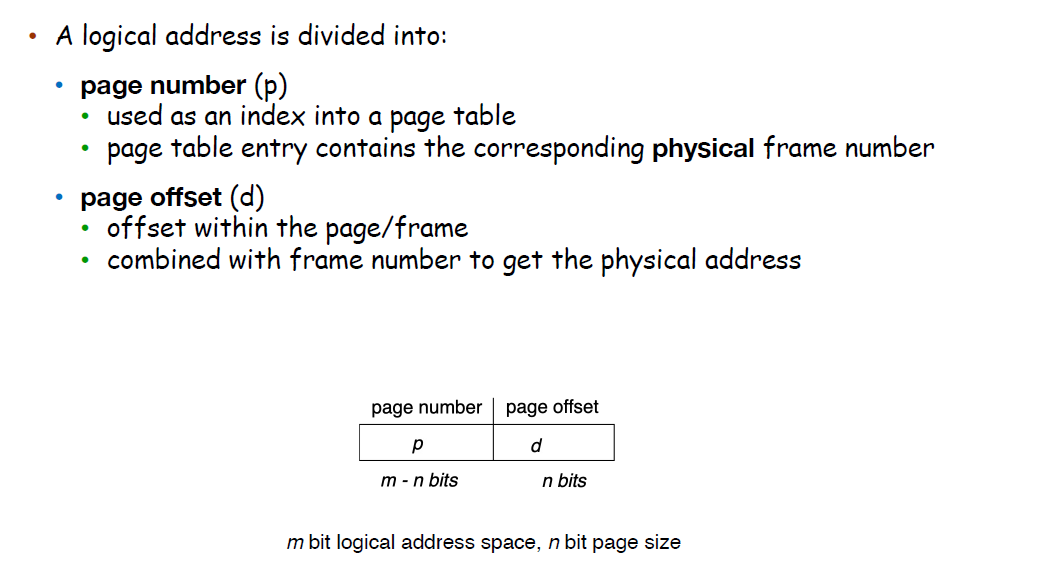 • A logical address is divided into:
• page number (p)
• used as an index into a page table
• page table entry contains the corresponding physical frame number
• page offset (d)
• offset within the page/frame
• combined with frame number to get the physical address
page number page offset
p d
m - n bits n bits
m bit logical address space, n bit page size